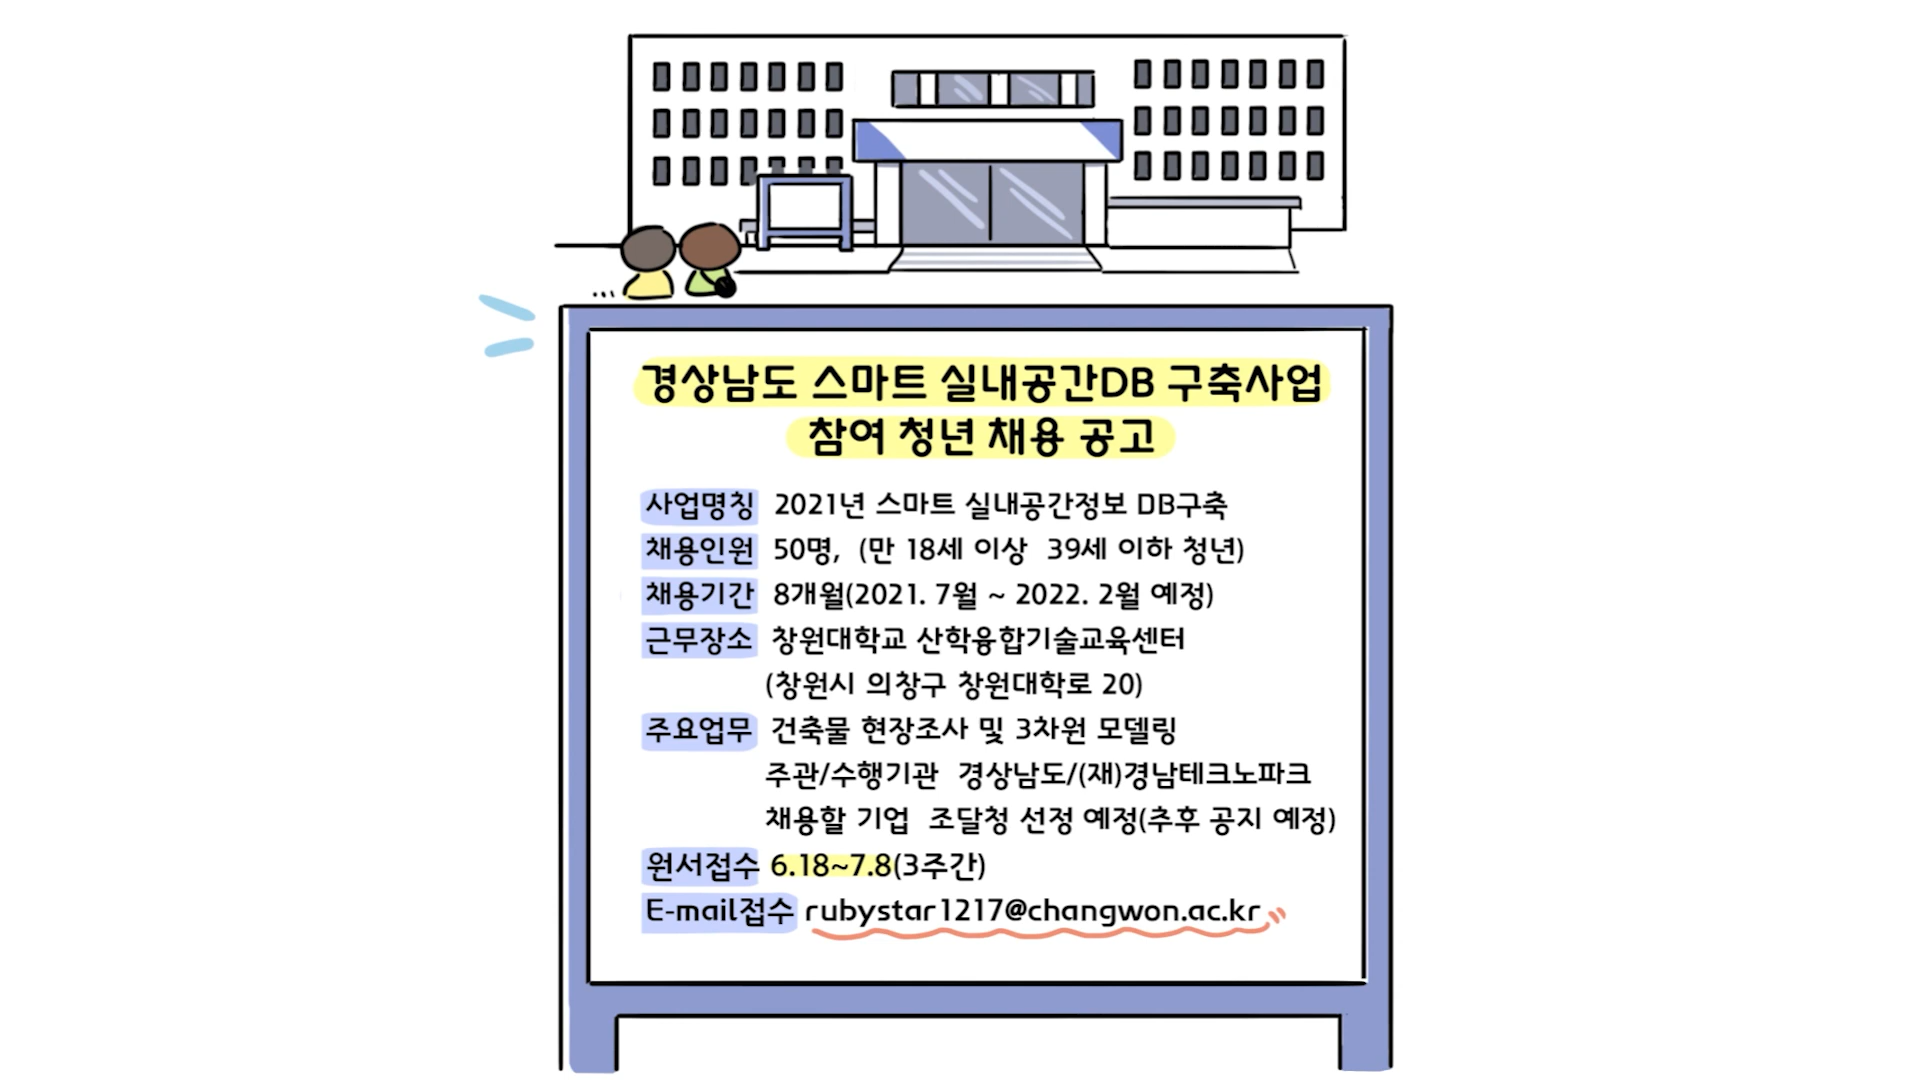 경상남도 스마트 실내공간DB 구축사업
참여 청년 채용 공고
사업명칭 2021년 스마트 실내공간정보 DB구축
채용인원 50명, (만 18세 이상 39세 이하 청년)
채용기간 8개월(2021. 7월 ~ 2022. 2월 예정)
근무장소 창원대학교 산학융합기술교육센터
(창원시 의창구 창원대학로 20)
주요업무 건축물 현장조사 및 3차원 모델링
주관/수행기관 경상남도/(재)경남테크노파크
채용할 기업 조달청 선정 예정(추후 공지 예정)
원서접수 6.18~7.8(3주간)
E-mail접수 rubystar1217@changwon.ac.kr